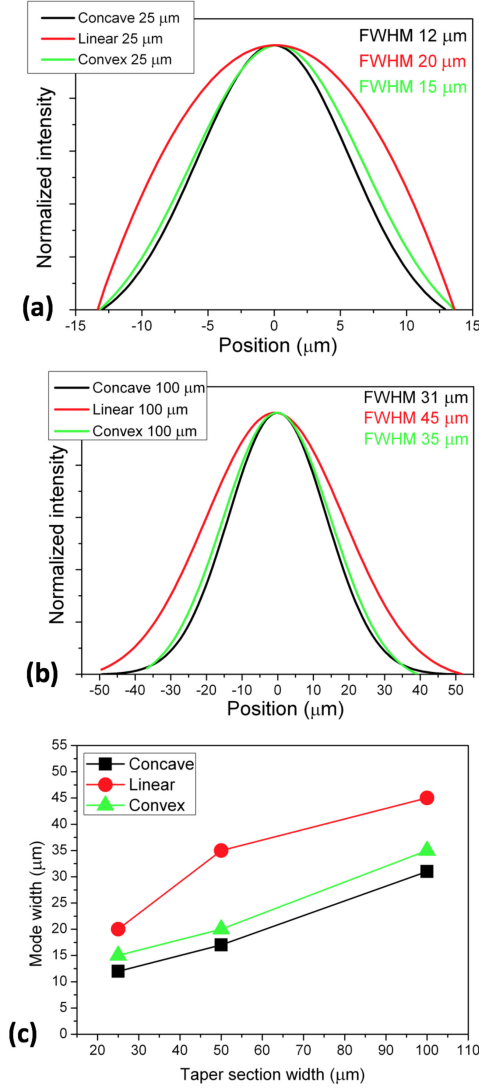 Concave 25 μm
Linear 25 μm
Convex 25 μm
FWHM 12 μm
FWHM 20 μm
FWHM 15 μm
Normalized intensity
(a)
-15 -10 -5 0 5 10 15
Position (μm)
Concave 100 μm
Linear 100 μm
Convex 100 μm
FWHM 31 μm
FWHM 45 μm
FWHM 35 μm
Normalized intensity
(b)
-50 -40 -30 -20 -10 0 10 20 30 40 50
Position (μm)
Concave
Linear
Convex
55
50
45
40
35
30
25
20
15
10
5
0
Mode width (μm)
(c)
20 30 40 50 60 70 80 90 100 110
Taper section width (μm)